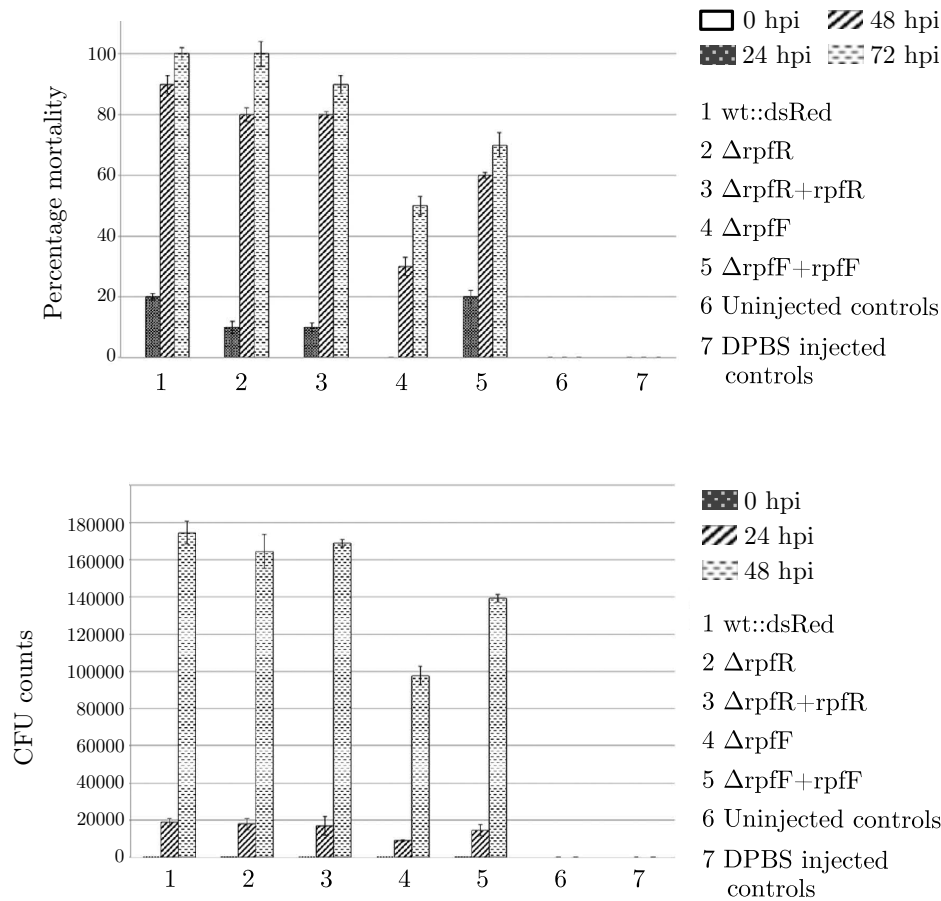 0 hpi
48 hpi
24 hpi
72 hpi
1 wt::dsRed
2 ΔrpfR
3 ΔrpfR+rpfR
4 ΔrpfF
5 ΔrpfF+rpfF
6 Uninjected controls
7 DPBS injected
controls
Percentage mortality
100
80
60
40
20
0
1 2 3 4 5 6 7
0 hpi
24 hpi
48 hpi
1 wt::dsRed
2 ΔrpfR
3 ΔrpfR+rpfR
4 ΔrpfF
5 ΔrpfF+rpfF
6 Uninjected controls
7 DPBS injected
controls
CFU counts
180000
160000
140000
120000
100000
80000
60000
40000
20000
0
1 2 3 4 5 6 7